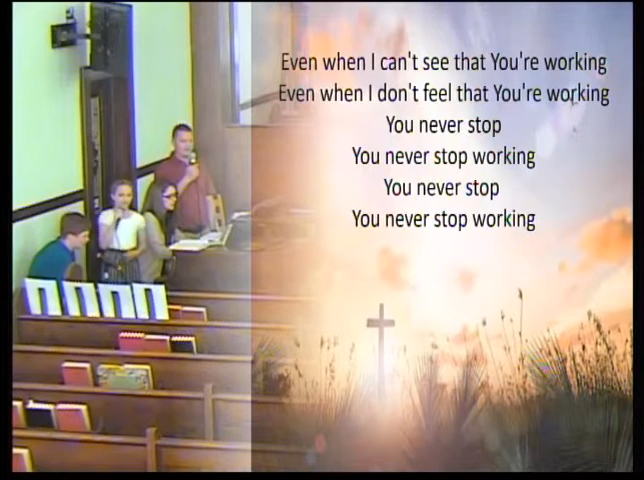 Even when I can't see that You're working
Even when I don't feel that You're working
You never stop
You never stop working
You never stop
You never stop working